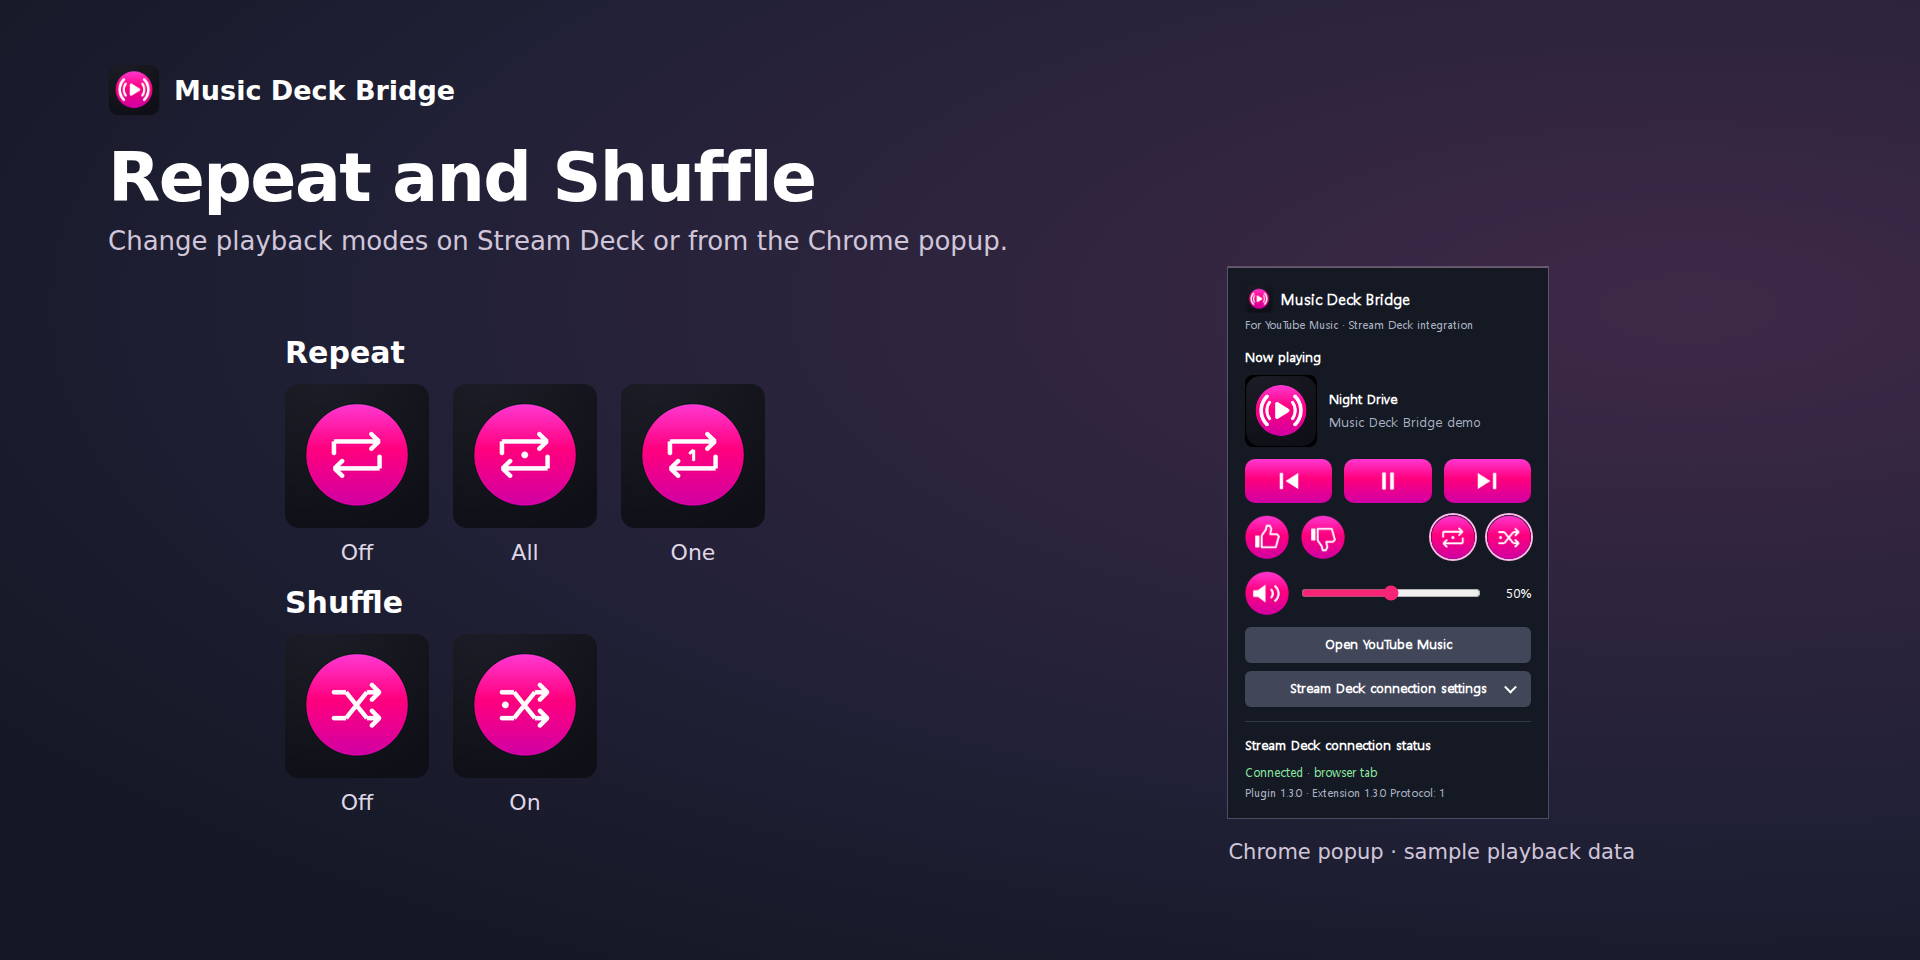 Music Deck Bridge
Repeat and Shuffle
Change playback modes on Stream Deck or from the Chrome popup.
Repeat
1
Off All One
Shuffle
Off On
Music Deck Bridge
For YouTube Music · Stream Deck integration
Now playing
Night Drive
Music Deck Bridge demo
50%
Open YouTube Music
Stream Deck connection settings
Stream Deck connection status
Connected · browser tab
Plugin 1.3.0 · Extension 1.3.0 Protocol: 1
Chrome popup · sample playback data